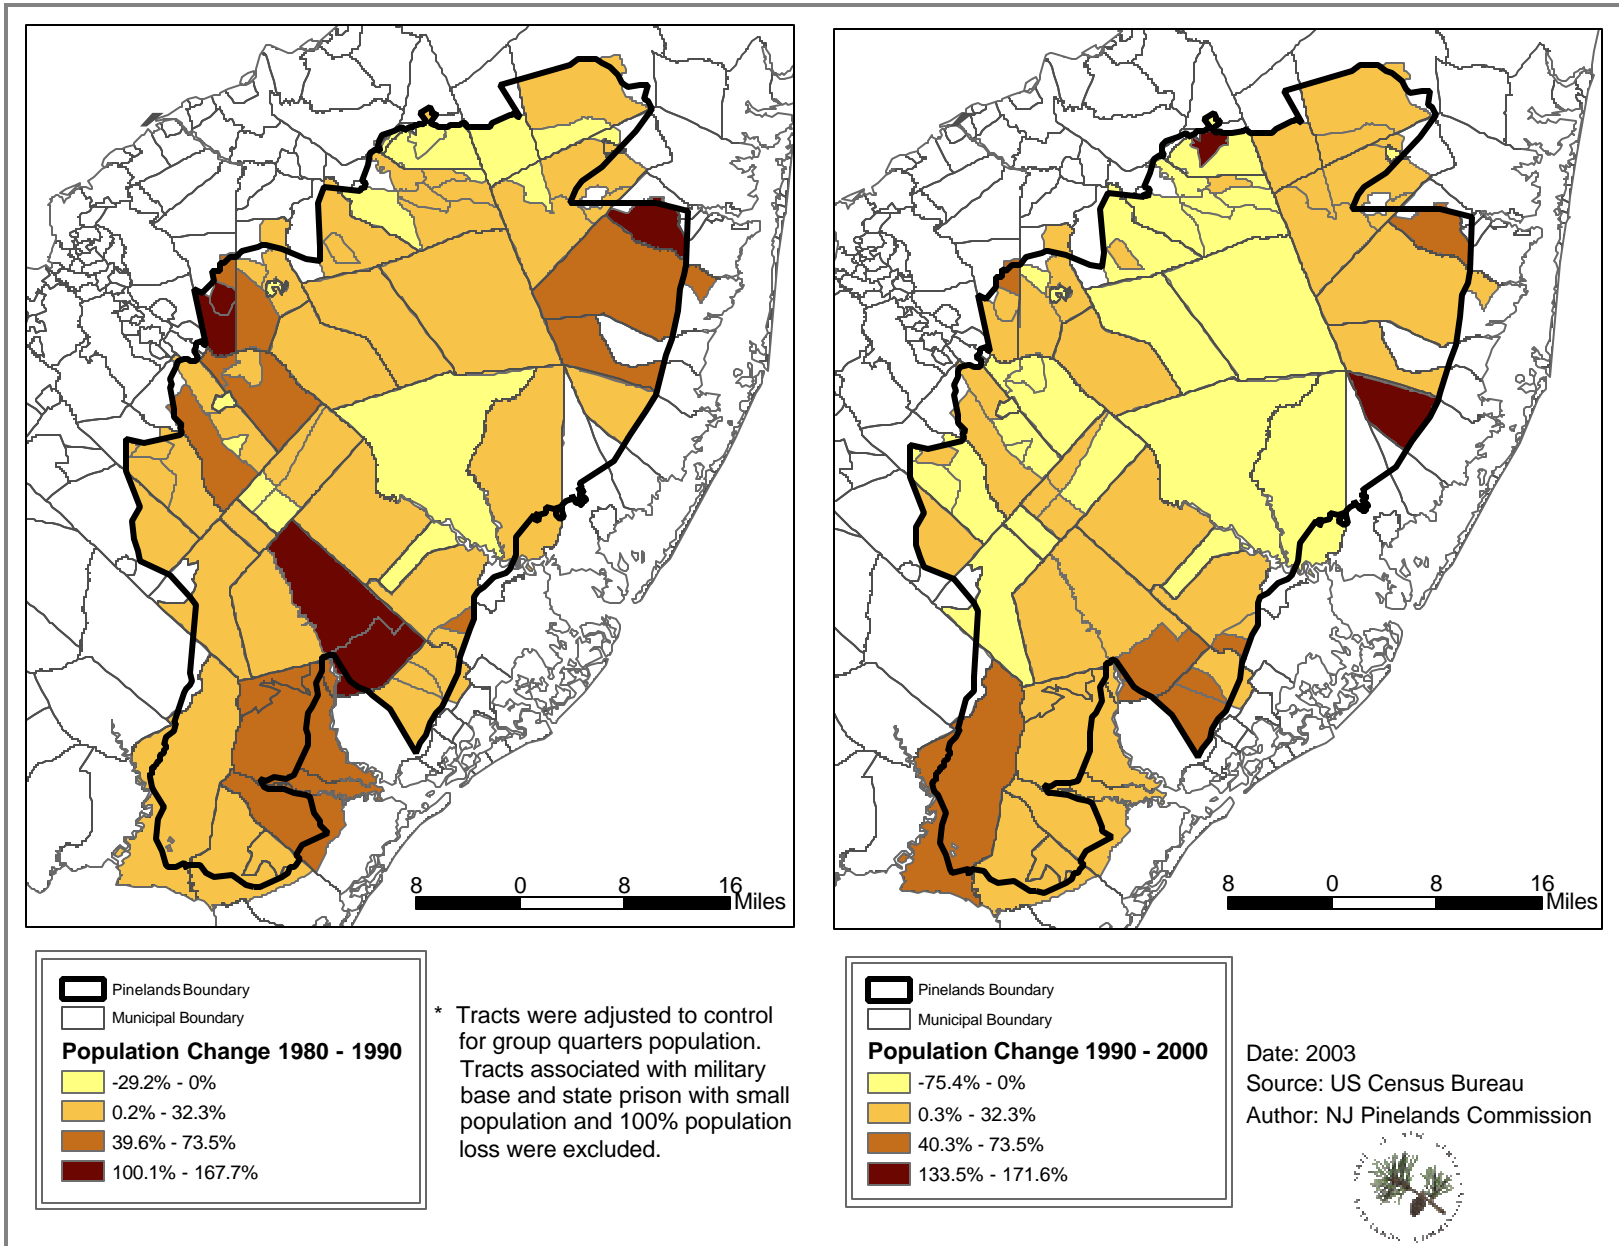 8 0 8 16
Miles
8 0 8 16
Miles
Pinelands Boundary
Municipal Boundary
Population Change 1980 - 1990
-29.2% - 0%
0.2% - 32.3%
39.6% - 73.5%
100.1% - 167.7%
* Tracts were adjusted to control
for group quarters population.
Tracts associated with military
base and state prison with small
population and 100% population
loss were excluded.
Pinelands Boundary
Municipal Boundary
Population Change 1990 - 2000
-75.4% - 0%
0.3% - 32.3%
40.3% - 73.5%
133.5% - 171.6%
Date: 2003
Source: US Census Bureau
Author: NJ Pinelands Commission